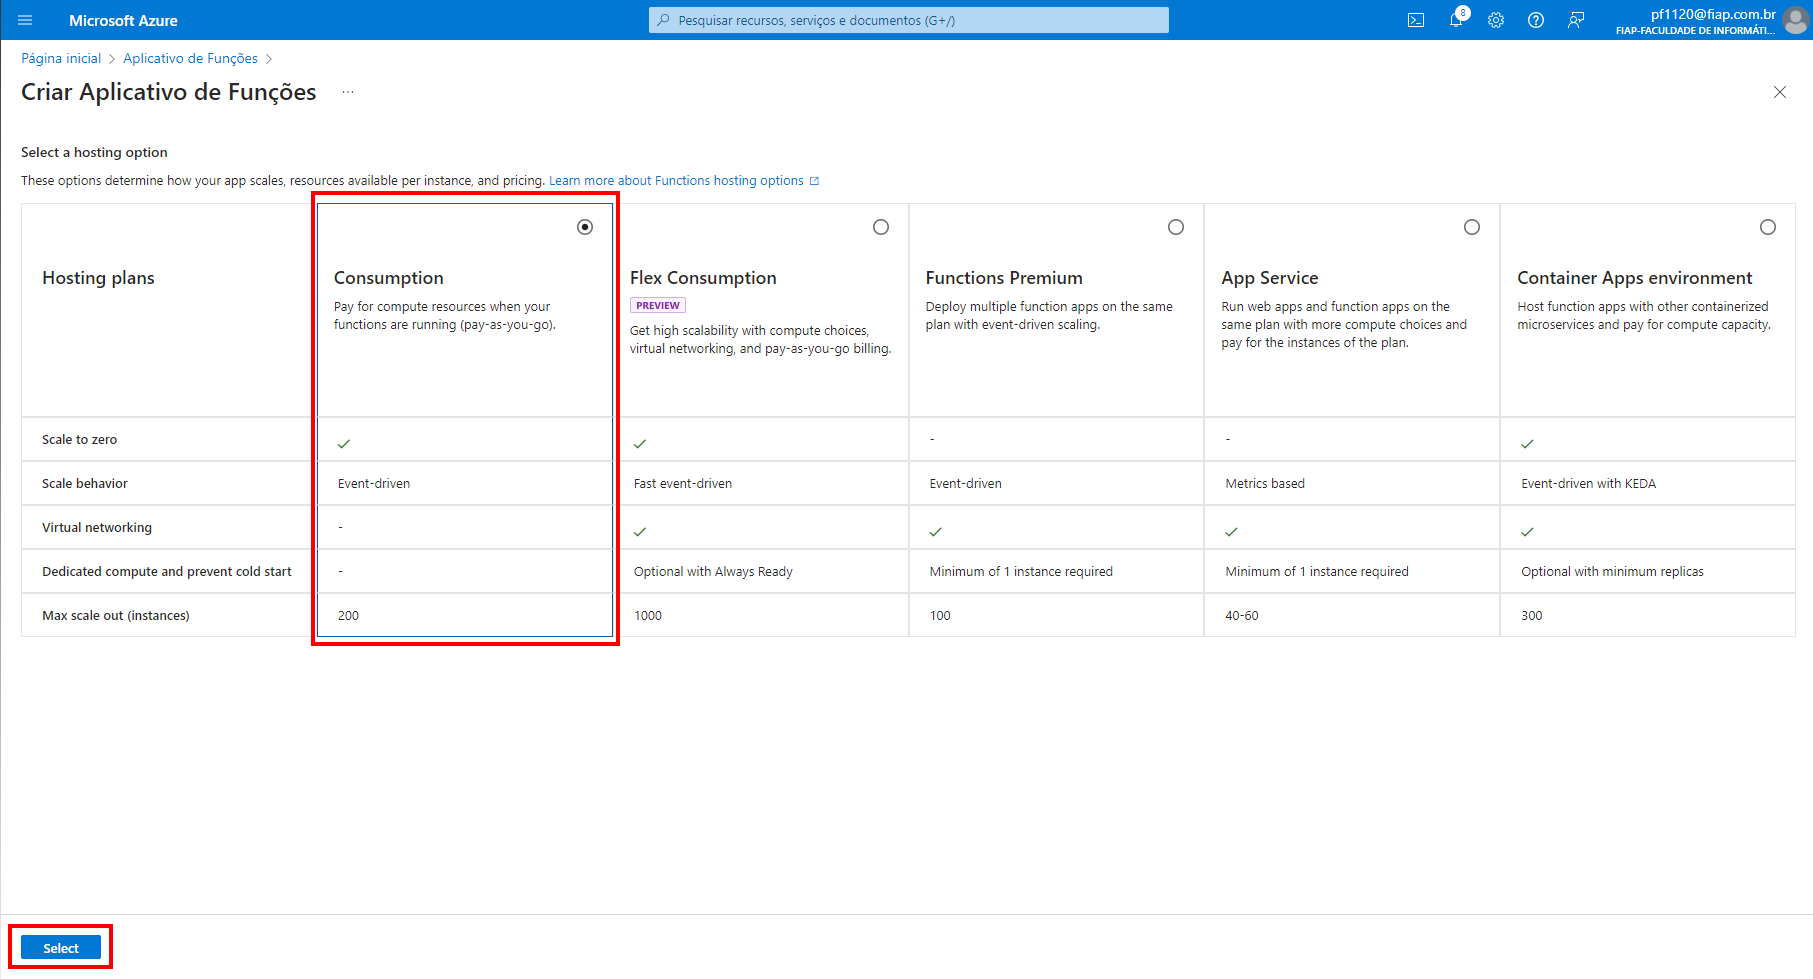 Microsoft Azure
Pesquisar recursos, serviços e documentos (G+/)
8
pf1120@fiap.com.br
FIAP-FACULDADE DE INFORMÁTI...
Página inicial > Aplicativo de Funções >
Criar Aplicativo de Funções ...
Select a hosting option
These options determine how your app scales, resources available per instance, and pricing. Learn more about Functions hosting options
Hosting plans
Consumption
Pay for compute resources when your
functions are running (pay-as-you-go).
Flex Consumption
PREVIEW
Get high scalability with compute choices,
virtual networking, and pay-as-you-go billing.
Functions Premium
Deploy multiple function apps on the same
plan with event-driven scaling.
App Service
Run web apps and function apps on the
same plan with more compute choices and
pay for the instances of the plan.
Container Apps environment
Host function apps with other containerized
microservices and pay for compute capacity.
Scale to zero - -
Scale behavior Event-driven Fast event-driven Event-driven Metrics based Event-driven with KEDA
Virtual networking -
Dedicated compute and prevent cold start - Optional with Always Ready Minimum of 1 instance required Minimum of 1 instance required Optional with minimum replicas
Max scale out (instances) 200 1000 100 40-60 300
Select